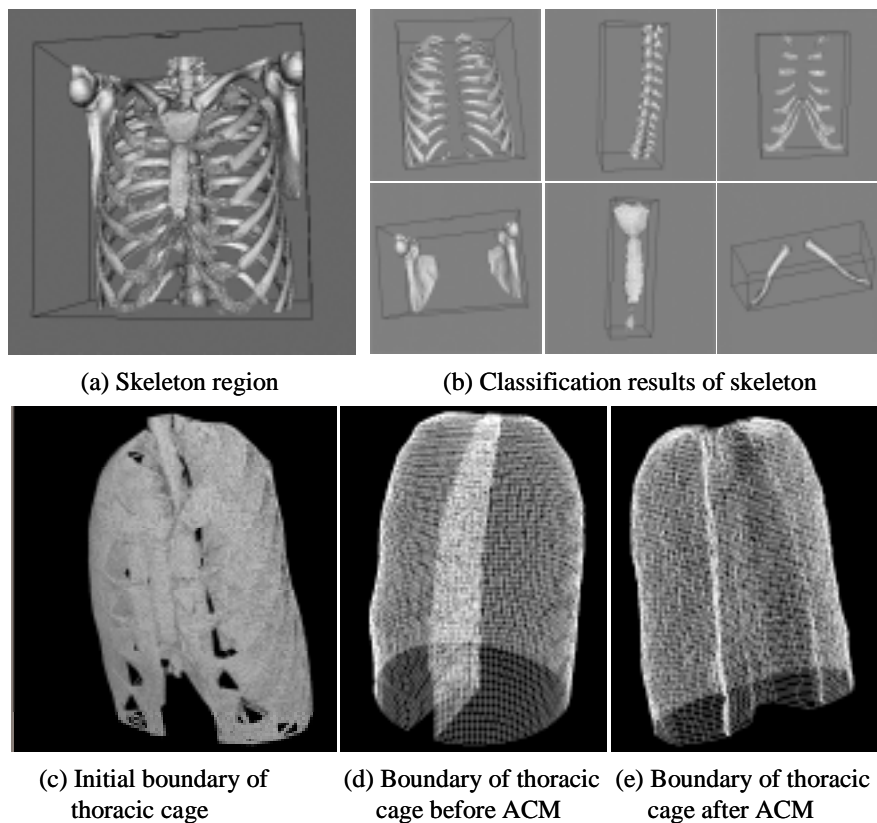 (a) Skeleton region
(b) Classification results of skeleton
(c) Initial boundary of
thoracic cage
(d) Boundary of thoracic
cage before ACM
(e) Boundary of thoracic
cage after ACM